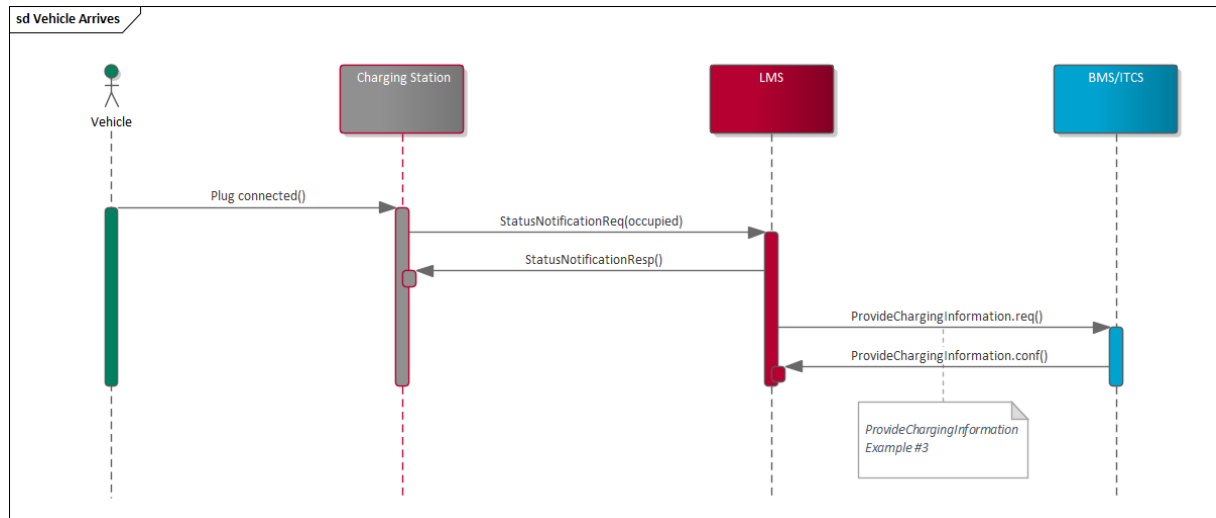 sd Vehicle Arrives
Charging Station
LMS
BMS/ITCS
Vehicle
Plug connected()
StatusNotificationReq(occupied)
StatusNotificationResp()
ProvideChargingInformation.req()
ProvideChargingInformation.conf()
ProvideChargingInformation
Example #3